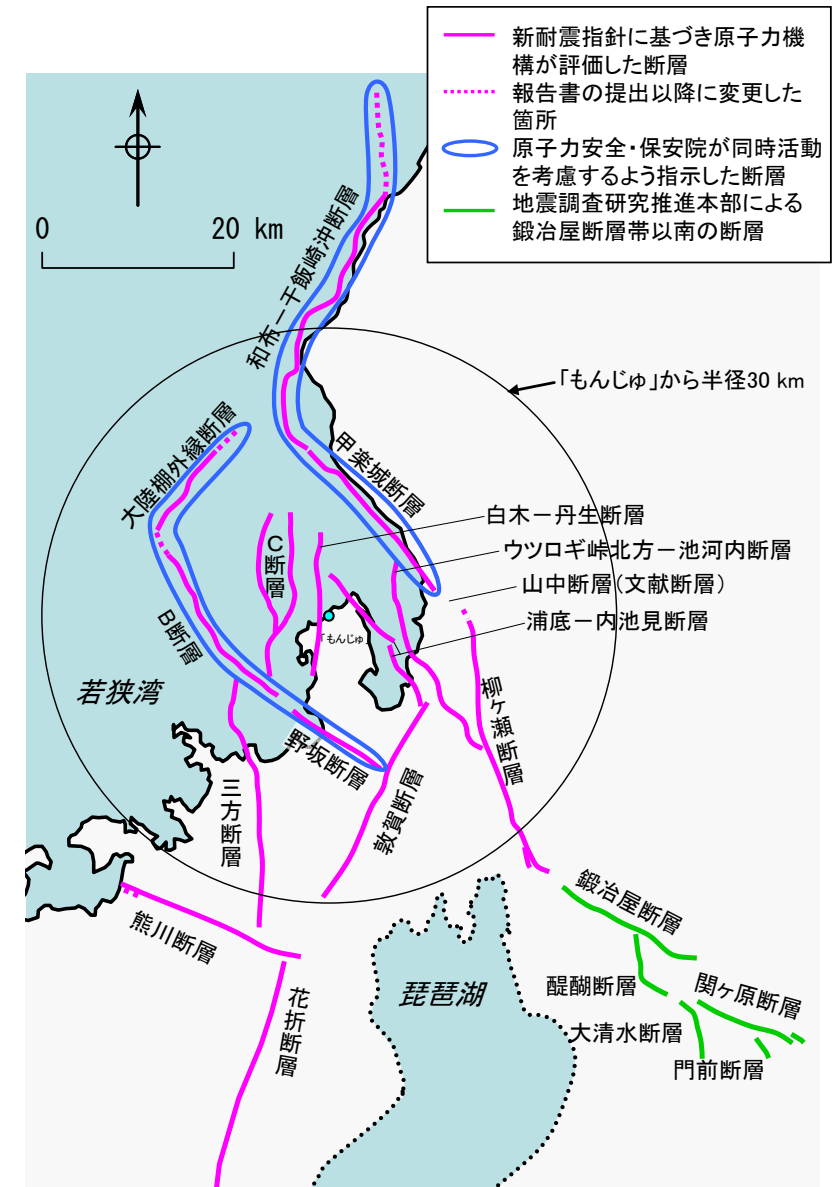 新耐震指針に基づき原子力機
構が評価した断層
報告書の提出以降に変更した
箇所
原子力安全・保安院が同時活動
を考慮するよう指示した断層
地震調査研究推進本部による
鍛冶屋断層帯以南の断層
0 20 km
和布－干飯崎沖断層
「もんじゅ」から半径30 km
大陸棚外縁断層
甲楽城断層
白木－丹生断層
C断層
ウツロギ峠北方－池河内断層
山中断層(文献断層)
浦底－内池見断層
「もんじゅ」
B断層
若狭湾
柳ヶ瀬断層
野坂断層
三方断層
敦賀断層
鍛冶屋断層
熊川断層
琵琶湖
醍醐断層
関ヶ原断層
花折断層
大清水断層
門前断層